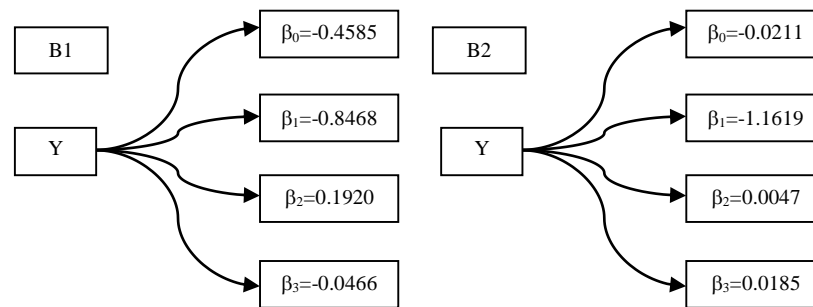 B1
Y
β₀=-0.4585
β₁=-0.8468
β₂=0.1920
β₃=-0.0466
B2
Y
β₀=-0.0211
β₁=-1.1619
β₂=0.0047
β₃=0.0185